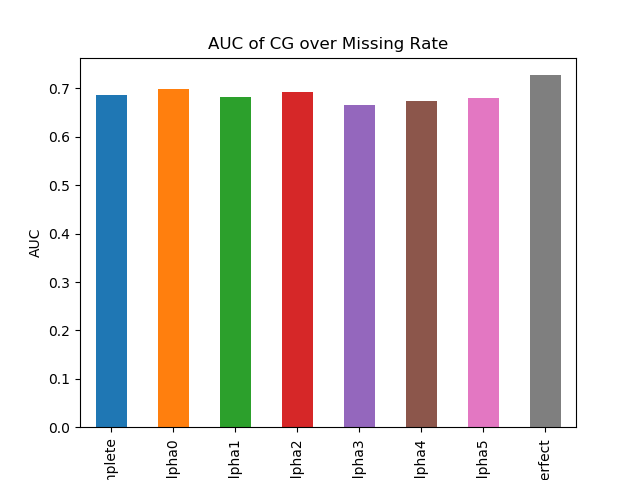 AUC of CG over Missing Rate
AUC
0.7
0.6
0.5
0.4
0.3
0.2
0.1
0.0
nplete
lpha0
lpha1
lpha2
lpha3
lpha4
lpha5
erfect